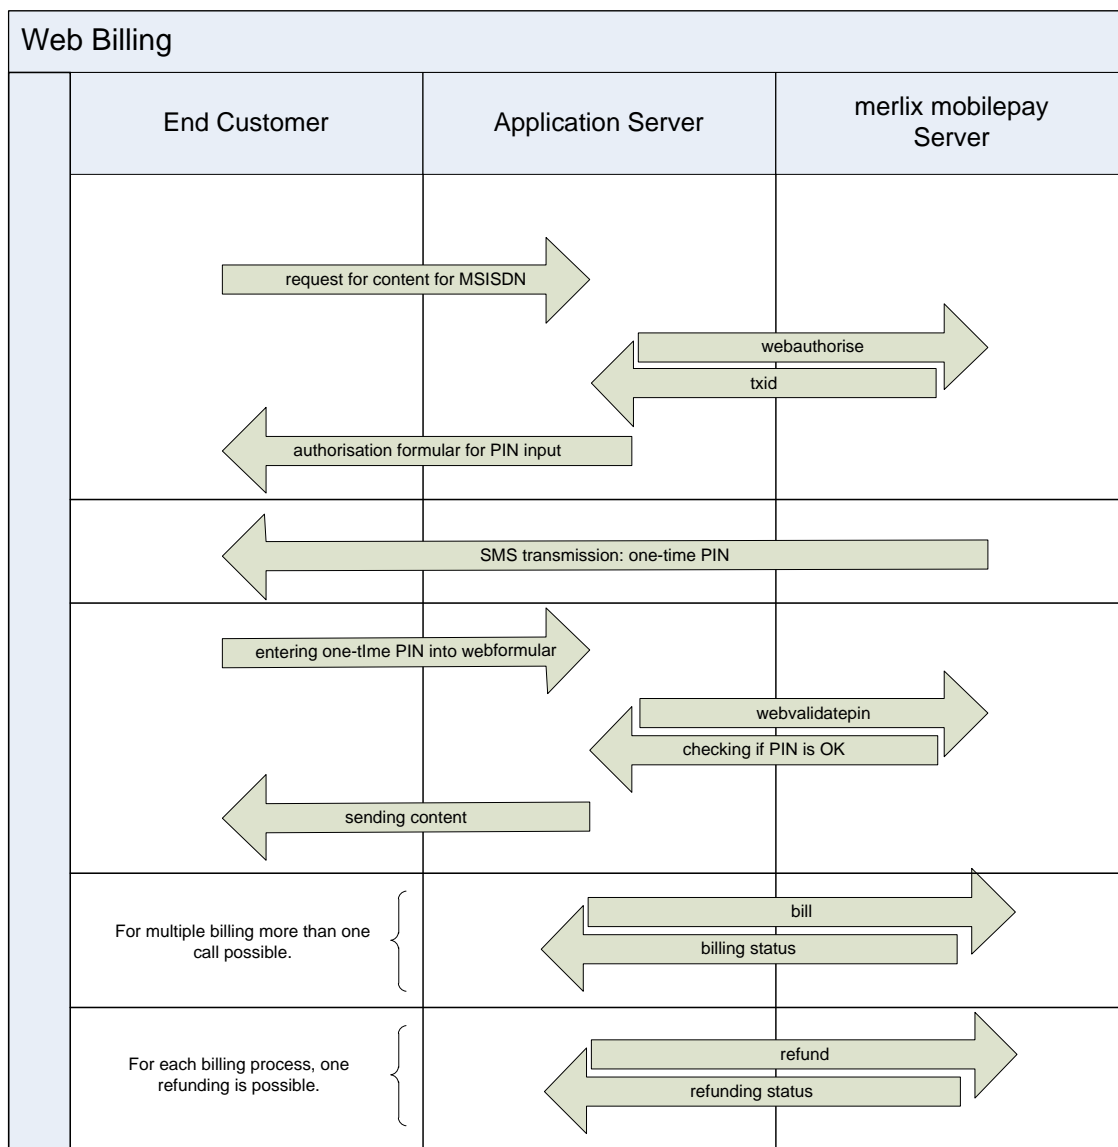 Web Billing
End Customer
Application Server
merlix mobilepay
Server
request for content for MSISDN
webauthorise
txid
authorisation formular for PIN input
SMS transmission: one-time PIN
entering one-tIme PIN into webformular
webvalidatepin
checking if PIN is OK
sending content
For multiple billing more than one
call possible.
bill
billing status
For each billing process, one
refunding is possible.
refund
refunding status